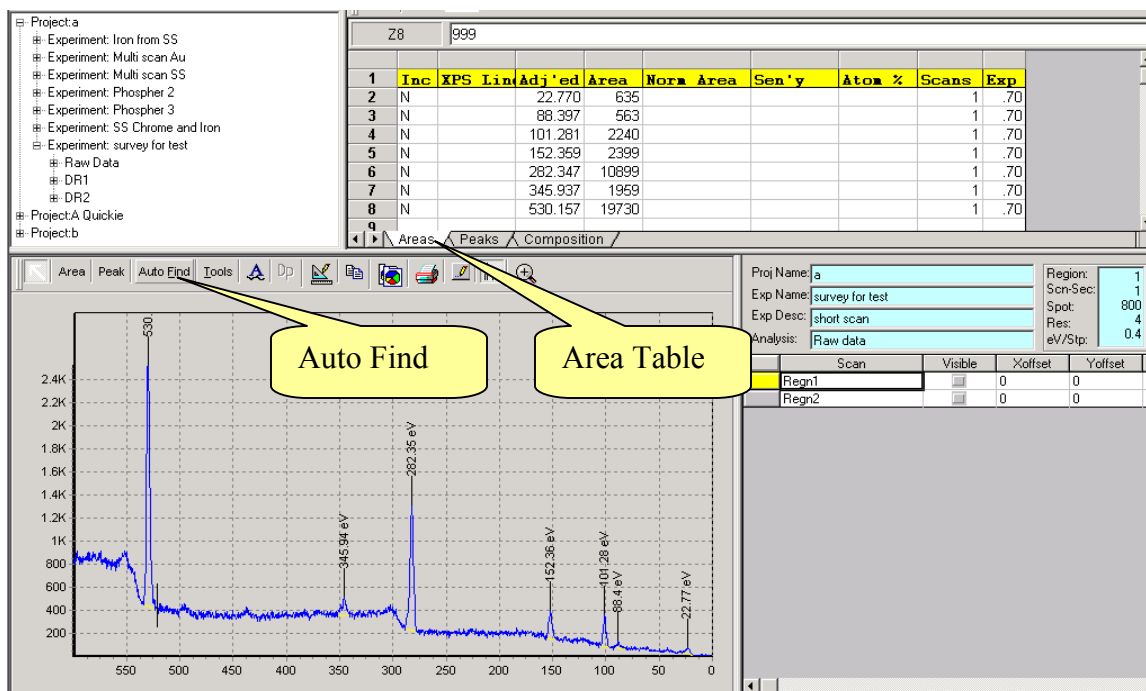 Project:a
Experiment: Iron from SS
Experiment: Multi scan Au
Experiment: Multi scan SS
Experiment: Phospher 2
Experiment: Phospher 3
Experiment: SS Chrome and Iron
Experiment: survey for test
Raw Data
DR1
DR2
Project:A Quickie
Project:b
Z8 999
1 Inc XPS Line Adj'ed Area Norm Area Sen'y Atom % Scans Exp
2 N 22.770 635 1 .70
3 N 88.397 563 1 .70
4 N 101.281 2240 1 .70
5 N 152.359 2399 1 .70
6 N 282.347 10899 1 .70
7 N 345.937 1959 1 .70
8 N 530.157 19730 1 .70
9
Areas Peaks Composition
Area Peak Auto Find Tools Dp
Auto Find
Area Table
530.
345.94 eV
282.35 eV
152.36 eV
101.28 eV
88.4 eV
22.77 eV
2.4K
2.2K
2K
1.8K
1.6K
1.4K
1.2K
1K
800
600
400
200
550 500 450 400 350 300 250 200 150 100 50 0
Proj Name: a
Exp Name: survey for test
Exp Desc: short scan
Analysis: Raw data
Region: 1
Scn-Sec: 1
Spot: 800
Res: 4
eV/Stp: 0.4
Scan Visible Xoffset Yoffset
Regn1 0 0
Regn2 0 0